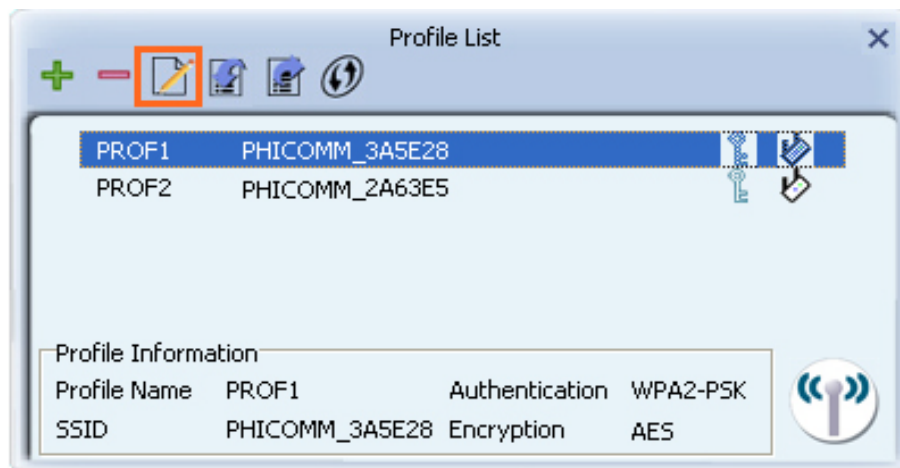 Profile List
PROF1 PHICOMM_3A5E28
PROF2 PHICOMM_2A63E5
Profile Information
Profile Name PROF1 Authentication WPA2-PSK
SSID PHICOMM_3A5E28 Encryption AES